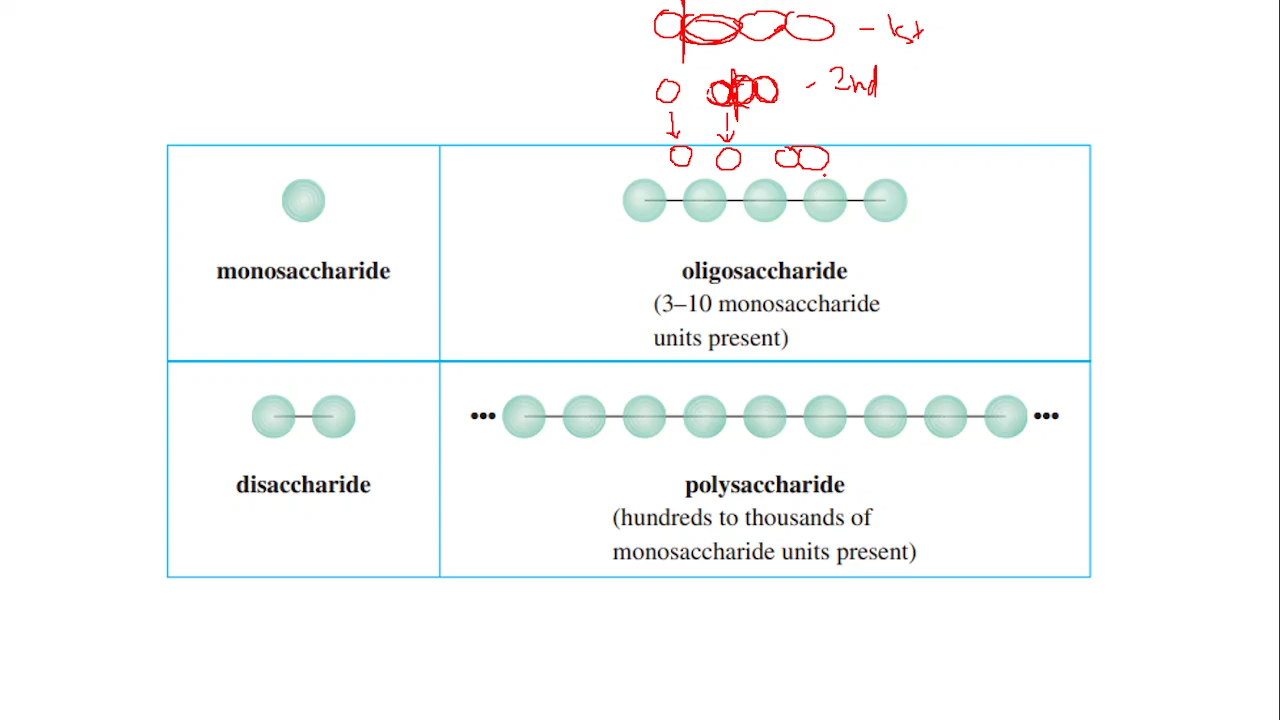 – 1st
- 2nd
monosaccharide
oligosaccharide
(3–10 monosaccharide
units present)
disaccharide
••• •••
polysaccharide
(hundreds to thousands of
monosaccharide units present)